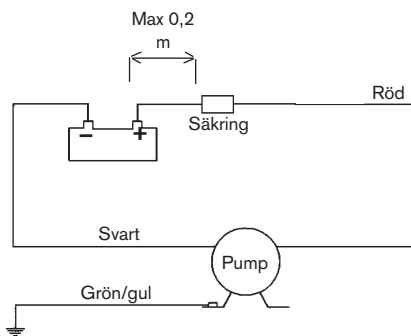 Max 0,2
m
Röd
− +
Säkring
Svart
Pump
Grön/gul